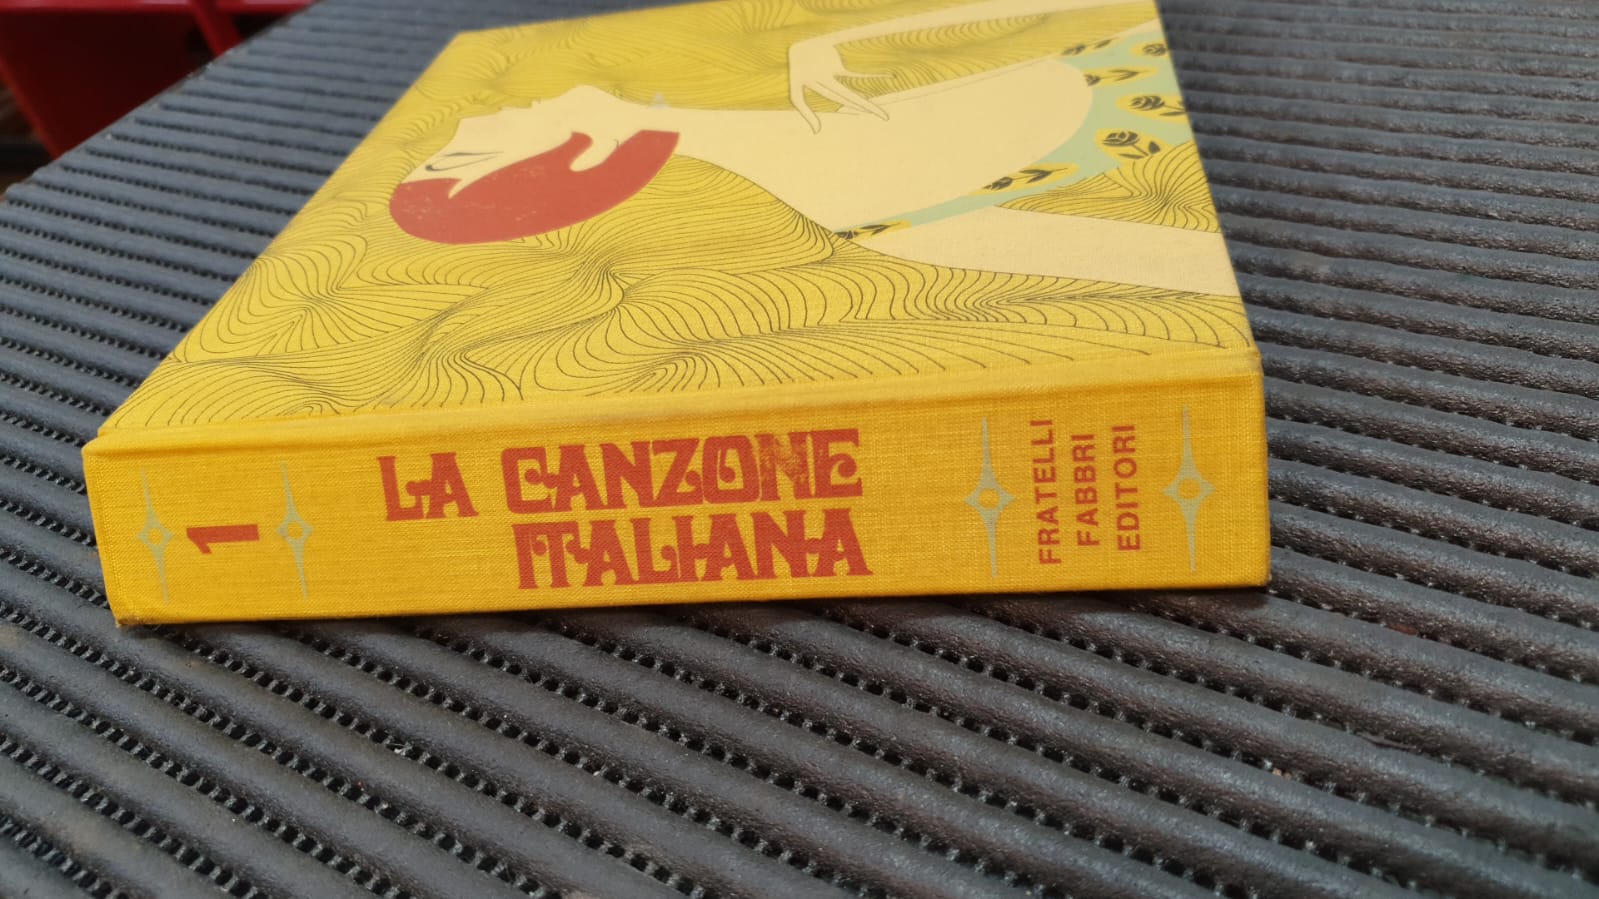 1
LA CANZONE
ITALIANA
FRATELLI
FABBRI
EDITORI